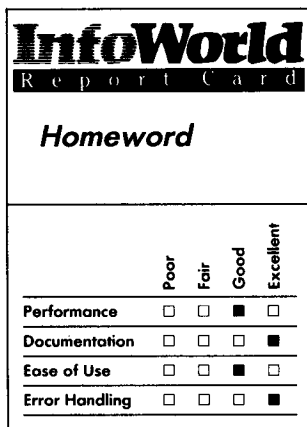 InfoWorld
Report Card
Homeword
Poor Fair Good Excellent
Performance □ □ ■ □
Documentation □ □ □ ■
Ease of Use □ □ ■ □
Error Handling □ □ □ ■